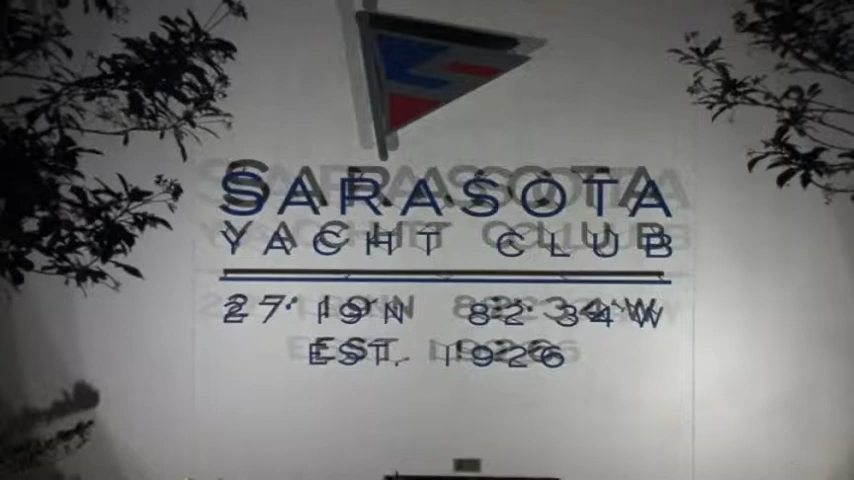 SARASOTA
YACHT CLUB
27· 19'N 82·34'W
EST. 1926